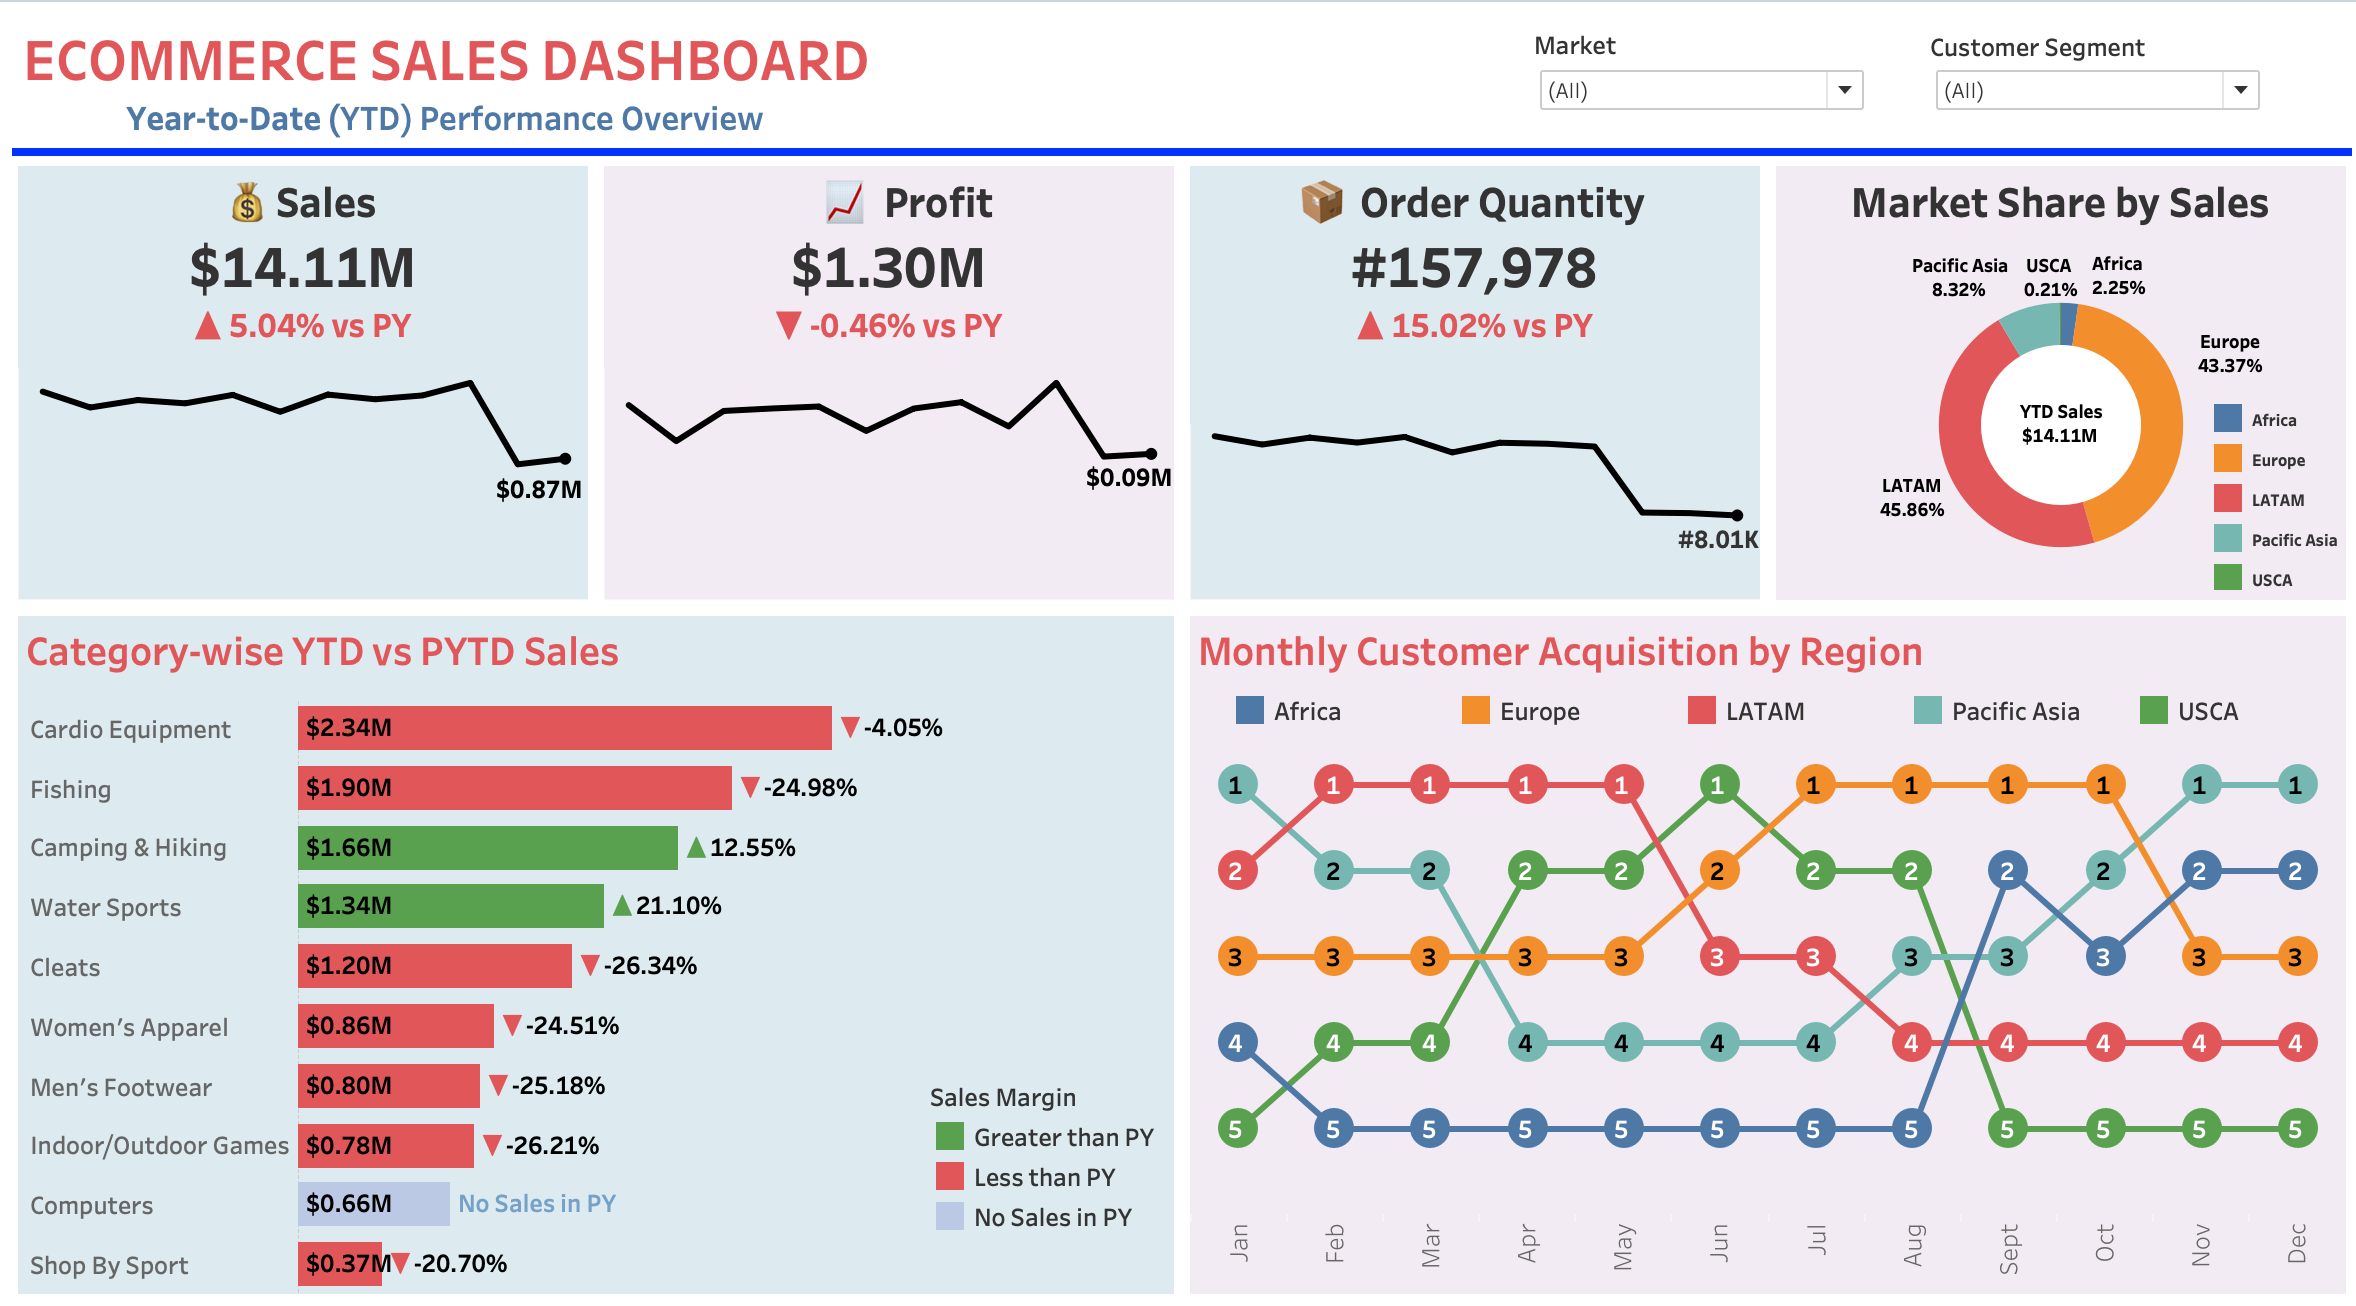 ECOMMERCE SALES DASHBOARD
Year-to-Date (YTD) Performance Overview
Market
(All)
Customer Segment
(All)
Sales
$14.11M
▲ 5.04% vs PY
$0.87M
Profit
$1.30M
▼ -0.46% vs PY
$0.09M
Order Quantity
#157,978
▲ 15.02% vs PY
#8.01K
Market Share by Sales
Pacific Asia
8.32%
USCA
0.21%
Africa
2.25%
Europe
43.37%
LATAM
45.86%
YTD Sales
$14.11M
Africa
Europe
LATAM
Pacific Asia
USCA
Category-wise YTD vs PYTD Sales
Cardio Equipment $2.34M ▼ -4.05%
Fishing $1.90M ▼ -24.98%
Camping & Hiking $1.66M ▲ 12.55%
Water Sports $1.34M ▲ 21.10%
Cleats $1.20M ▼ -26.34%
Women's Apparel $0.86M ▼ -24.51%
Men's Footwear $0.80M ▼ -25.18%
Indoor/Outdoor Games $0.78M ▼ -26.21%
Computers $0.66M No Sales in PY
Shop By Sport $0.37M ▼ -20.70%
Sales Margin
Greater than PY
Less than PY
No Sales in PY
Monthly Customer Acquisition by Region
Africa Europe LATAM Pacific Asia USCA
1 1 1 1 1 1 1 1 1 1 1 1
2 2 2 2 2 2 2 2 2 2 2 2
3 3 3 3 3 3 3 3 3 3 3 3
4 4 4 4 4 4 4 4 4 4 4 4
5 5 5 5 5 5 5 5 5 5 5 5
Jan Feb Mar Apr May Jun Jul Aug Sept Oct Nov Dec